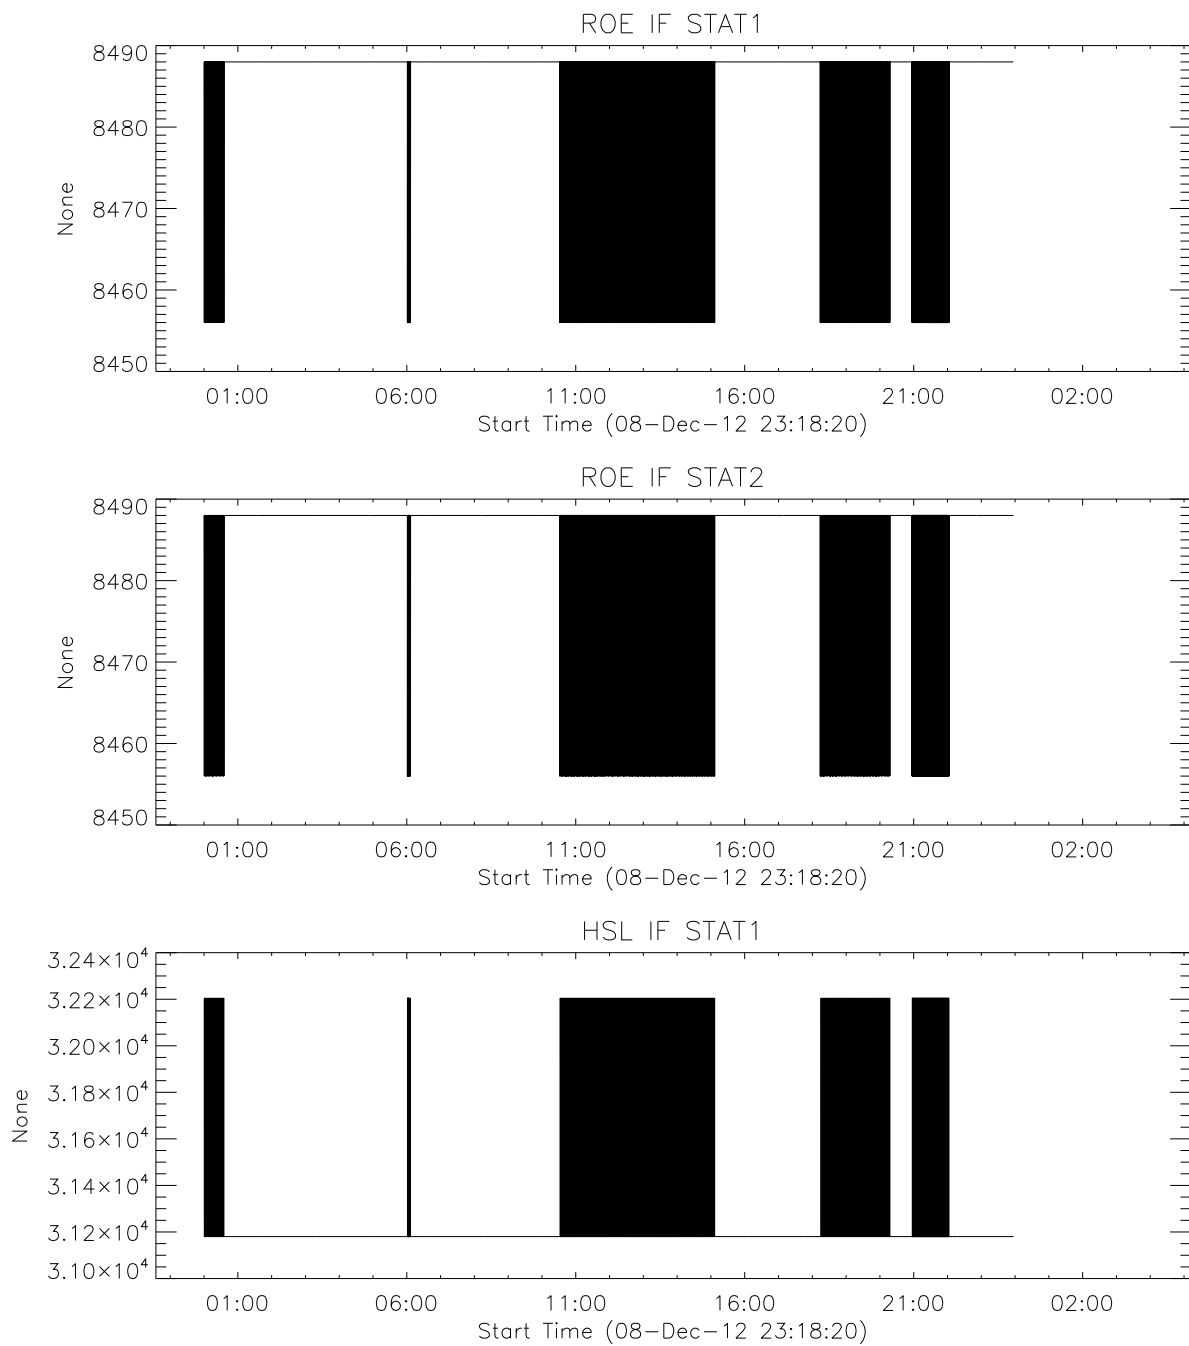 ROE IF STAT1
8490
8480
8470
8460
8450
None
01:00 06:00 11:00 16:00 21:00 02:00
Start Time (08-Dec-12 23:18:20)
ROE IF STAT2
8490
8480
8470
8460
8450
None
01:00 06:00 11:00 16:00 21:00 02:00
Start Time (08-Dec-12 23:18:20)
HSL IF STAT1
3.24×10⁴
3.22×10⁴
3.20×10⁴
3.18×10⁴
3.16×10⁴
3.14×10⁴
3.12×10⁴
3.10×10⁴
None
01:00 06:00 11:00 16:00 21:00 02:00
Start Time (08-Dec-12 23:18:20)